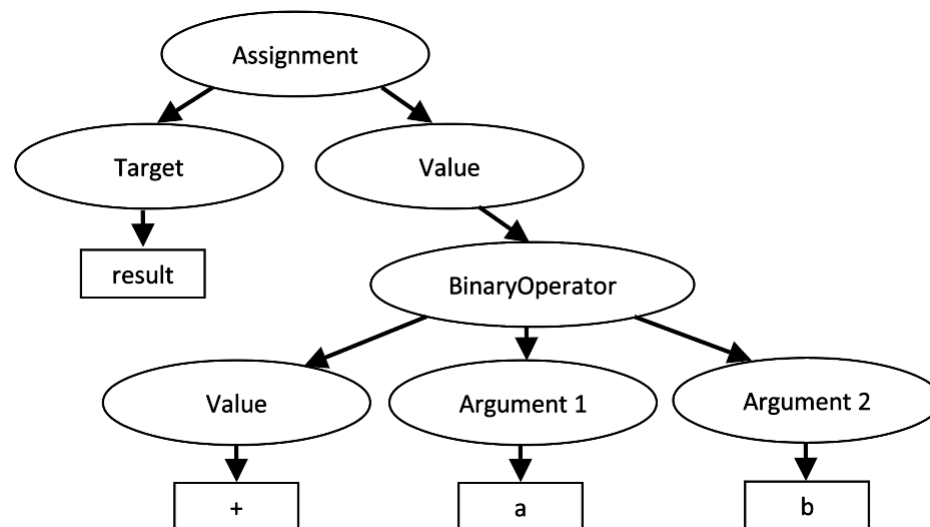 Assignment
Target
Value
result
BinaryOperator
Value
Argument 1
Argument 2
+
a
b